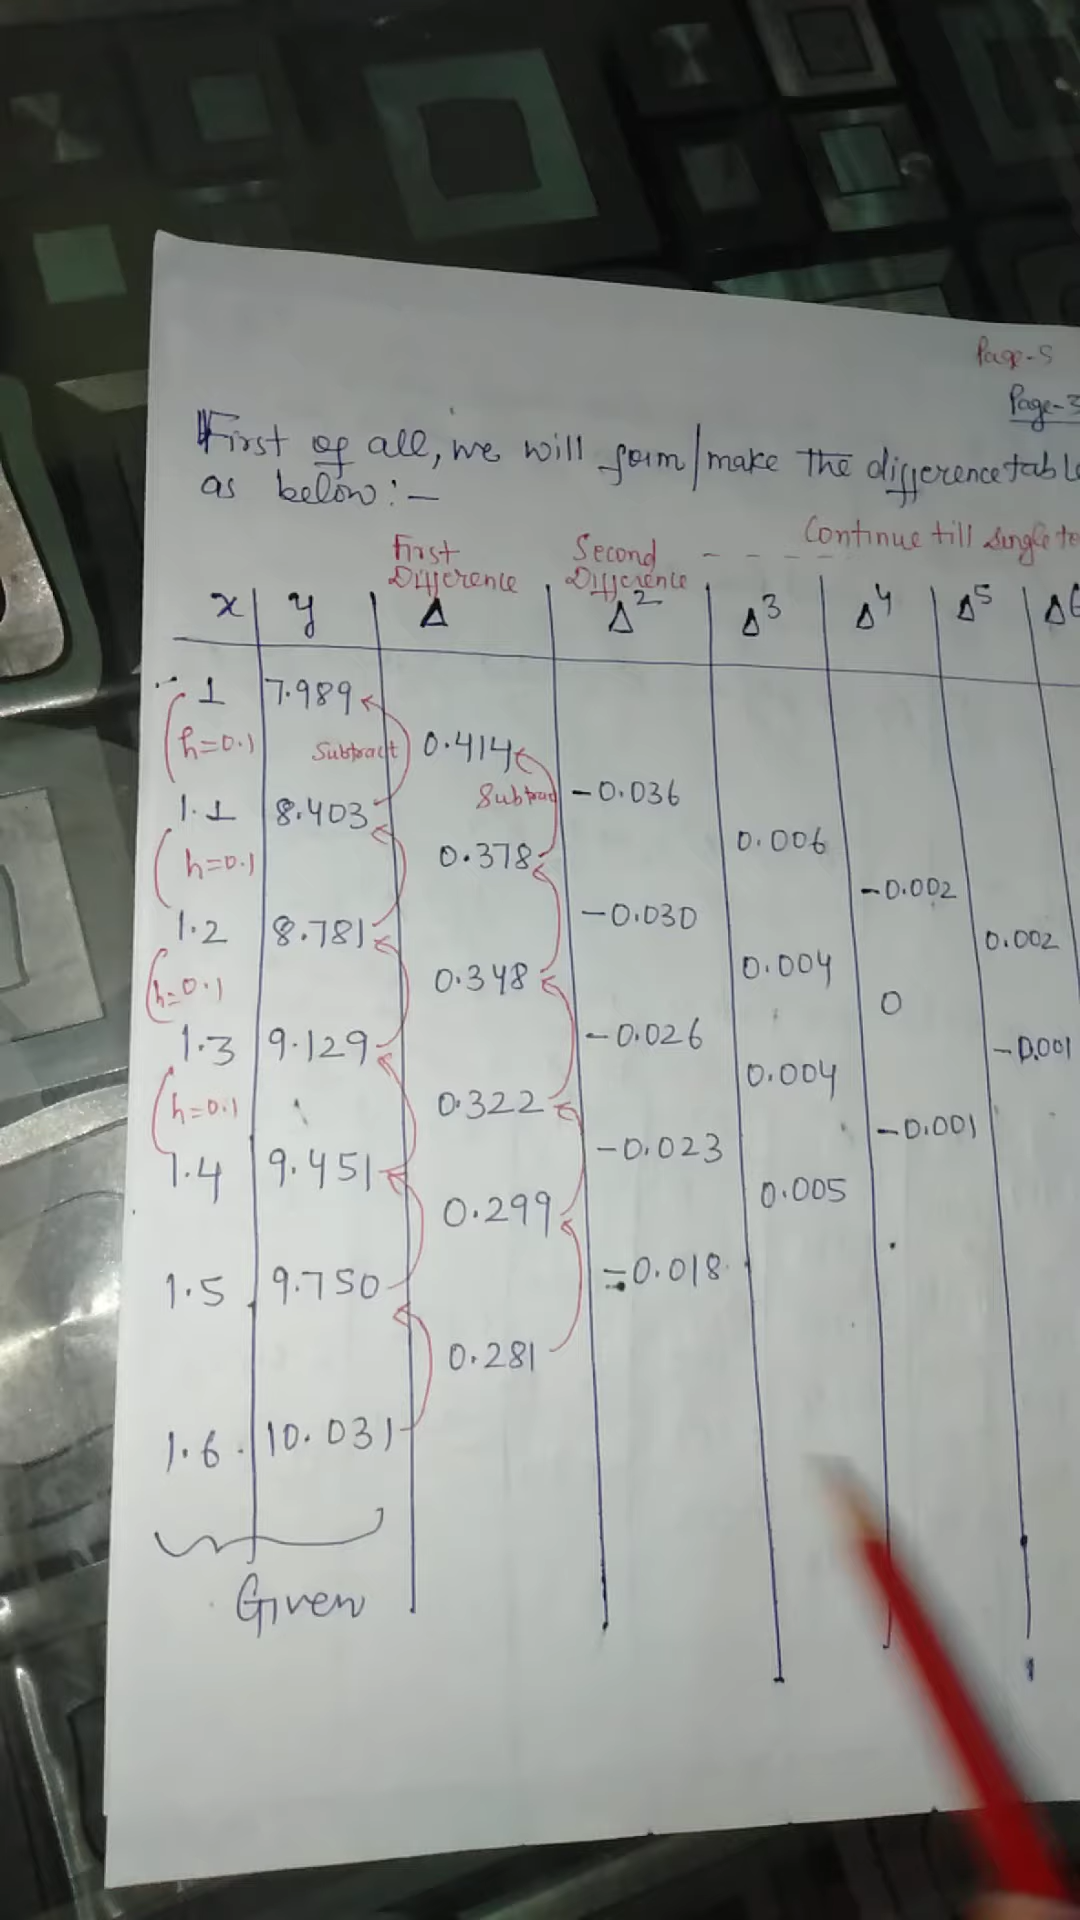 Page-5
Page-3
First of all, we will form/make the difference table
as below:-
First Difference
Second Difference
---- Continue till single
x y Δ Δ² Δ³ Δ⁴ Δ⁵ Δ6
1 7.989
h=0.1 Subtract 0.414
Subtract -0.036
1.1 8.403
0.006
h=0.1 0.378
-0.002
1.2 8.781 -0.030
0.002
h=0.1 0.348 0.004
0
1.3 9.129 -0.026 -0.001
0.004
h=0.1 0.322
-0.001
1.4 9.451 -0.023
0.299 0.005
1.5 9.750 -0.018
0.281
1.6 10.031
Given